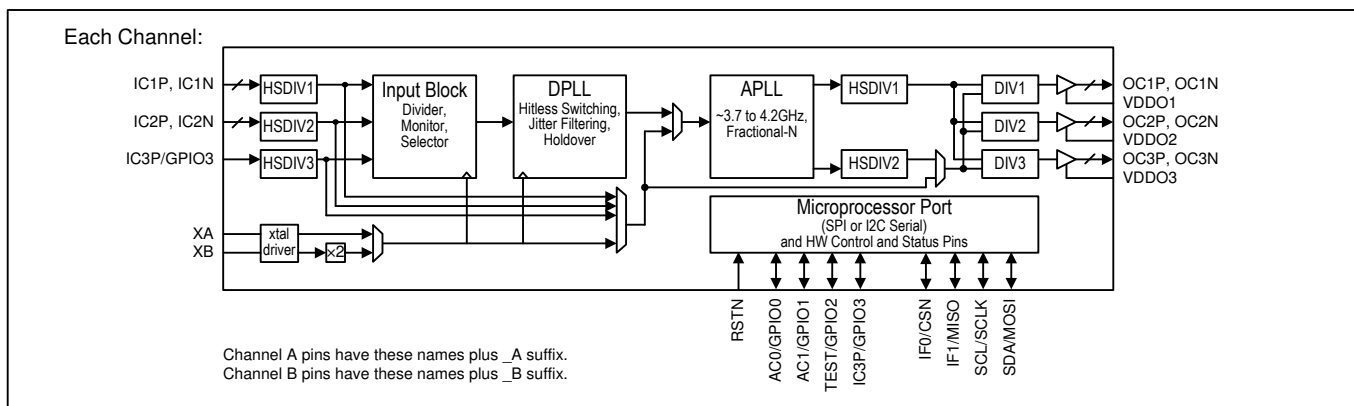 Each Channel:
IC1P, IC1N
IC2P, IC2N
IC3P/GPIO3
XA
XB
HSDIV1
HSDIV2
HSDIV3
xtal
driver
×2
Input Block
Divider,
Monitor,
Selector
DPLL
Hitless Switching,
Jitter Filtering,
Holdover
APLL
~3.7 to 4.2GHz,
Fractional-N
HSDIV1
HSDIV2
DIV1
DIV2
DIV3
OC1P, OC1N
VDDO1
OC2P, OC2N
VDDO2
OC3P, OC3N
VDDO3
Microprocessor Port
(SPI or I2C Serial)
and HW Control and Status Pins
RSTN
AC0/GPIO0
AC1/GPIO1
TEST/GPIO2
IC3P/GPIO3
IF0/CSN
IF1/MISO
SCL/SCLK
SDA/MOSI
Channel A pins have these names plus _A suffix.
Channel B pins have these names plus _B suffix.